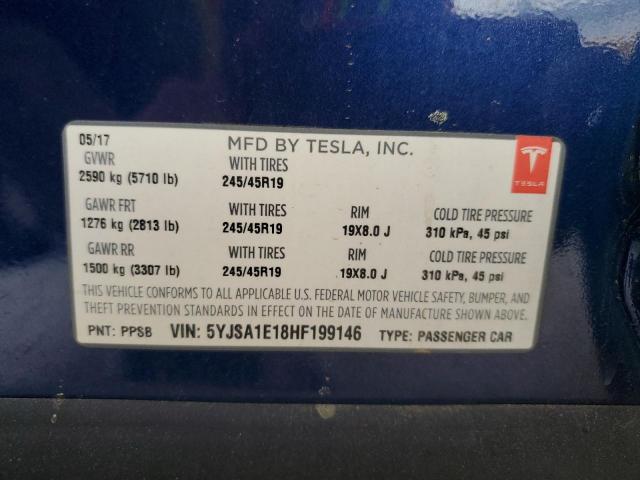 05/17
MFD BY TESLA, INC.
GVWR WITH TIRES
2590 kg (5710 lb) 245/45R19
TESLA
GAWR FRT WITH TIRES RIM COLD TIRE PRESSURE
1276 kg (2813 lb) 245/45R19 19X8.0 J 310 kPa, 45 psi
GAWR RR WITH TIRES RIM COLD TIRE PRESSURE
1500 kg (3307 lb) 245/45R19 19X8.0 J 310 kPa, 45 psi
THIS VEHICLE CONFORMS TO ALL APPLICABLE U.S. FEDERAL MOTOR VEHICLE SAFETY, BUMPER, AND
THEFT PREVENTION STANDARDS IN EFFECT ON THE DATE OF MANUFACTURE SHOWN ABOVE.
PNT: PPSB VIN: 5YJSA1E18HF199146 TYPE: PASSENGER CAR